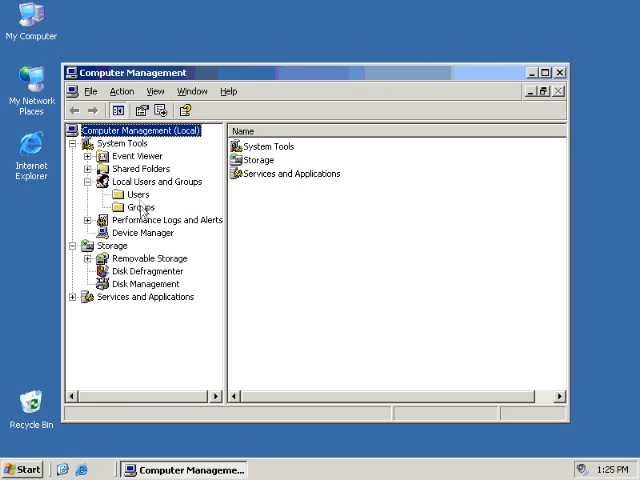 My Computer
My Network
Places
Internet
Explorer
Recycle Bin
Computer Management
File Action View Window Help
Computer Management (Local)
System Tools
Event Viewer
Shared Folders
Local Users and Groups
Users
Groups
Performance Logs and Alerts
Device Manager
Storage
Removable Storage
Disk Defragmenter
Disk Management
Services and Applications
Name
System Tools
Storage
Services and Applications
Start
Computer Manageme...
1:25 PM